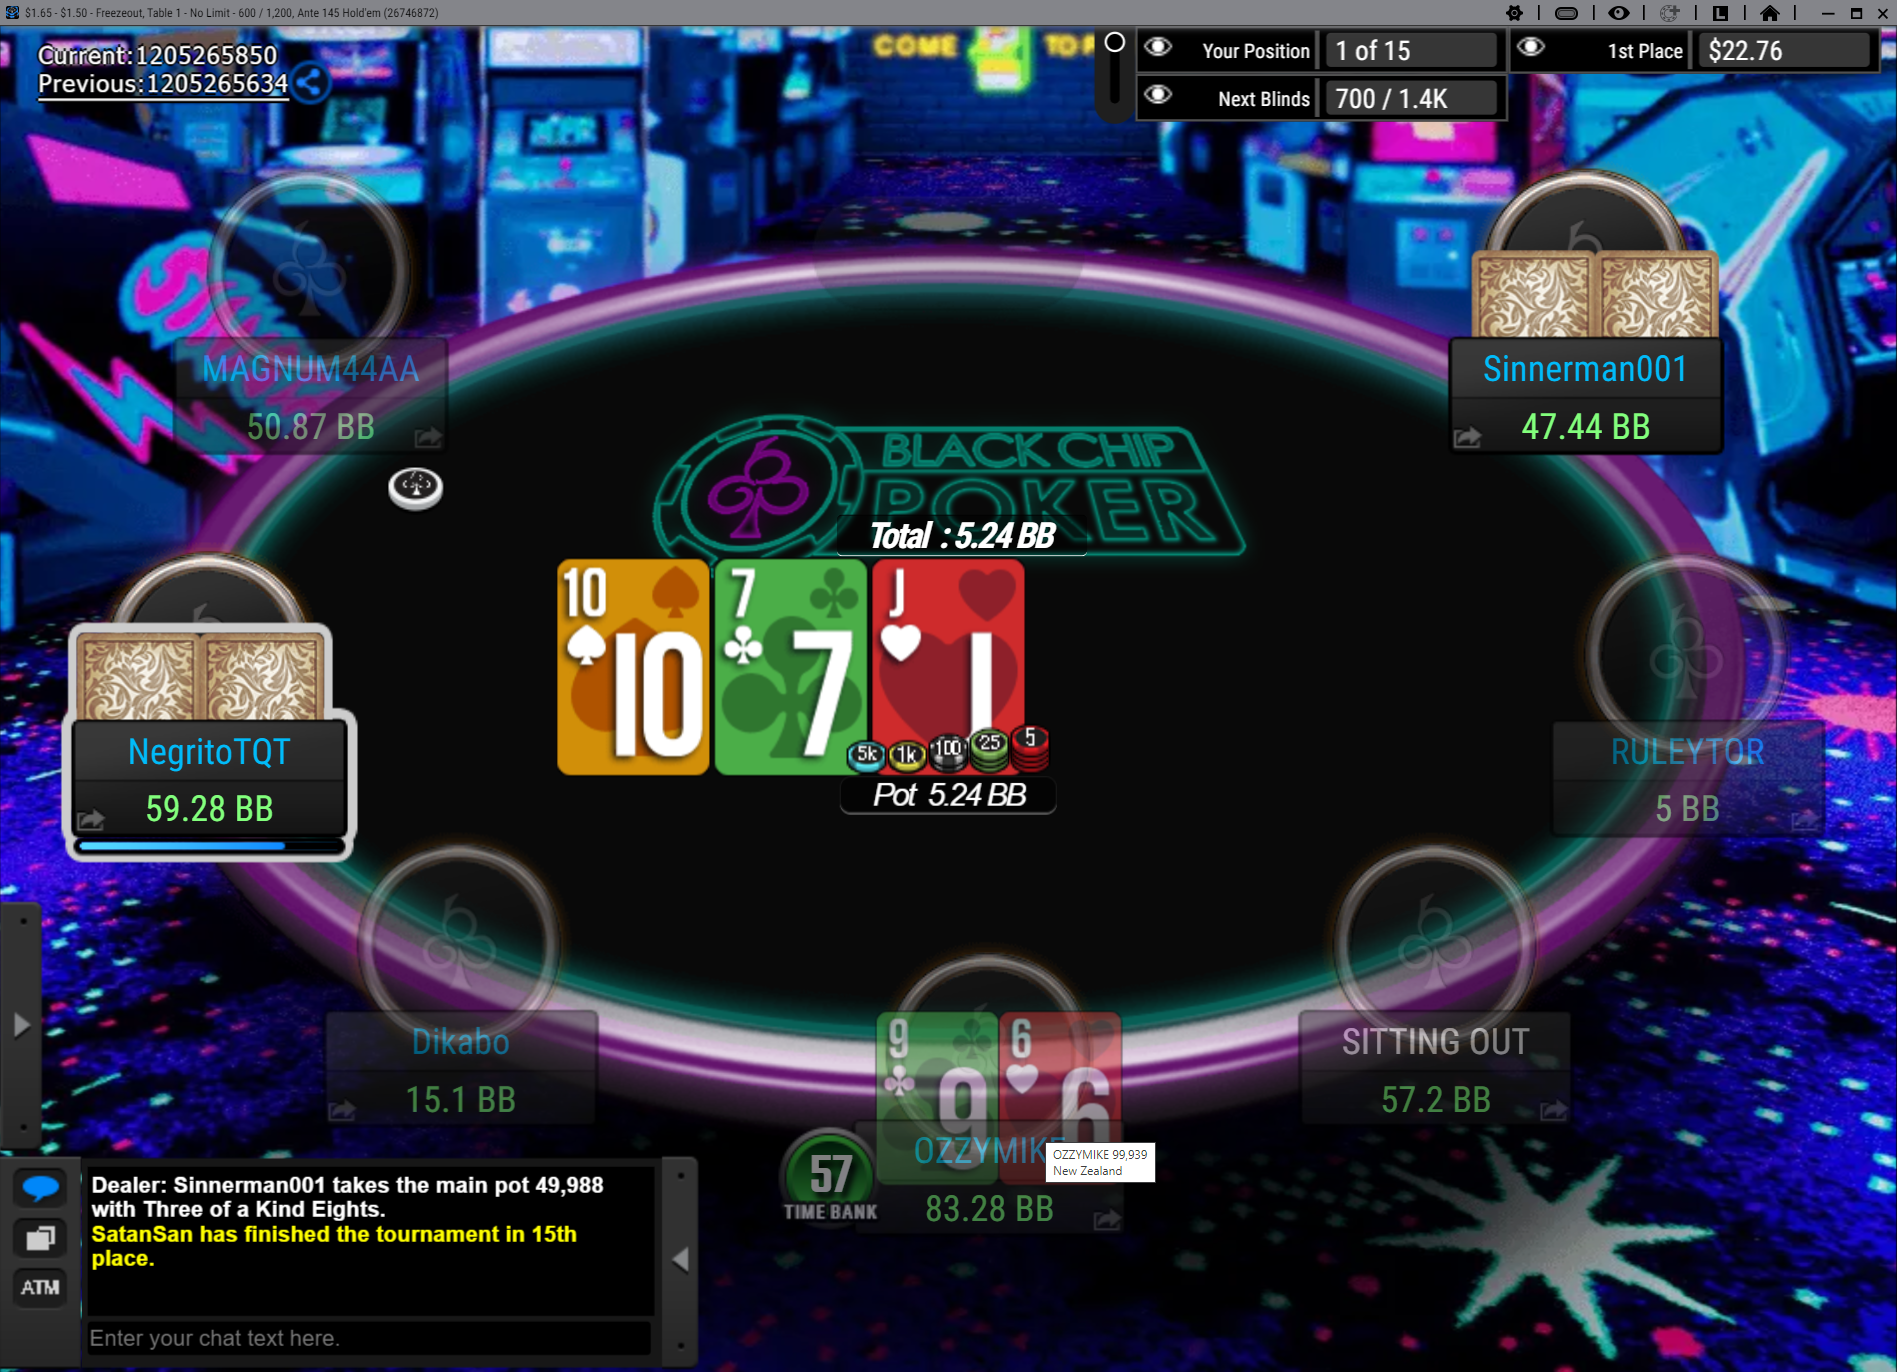 $1.65 - $1.50 - Freezeout, Table 1 - No Limit - 600 / 1,200, Ante 145 Hold'em (26746872)
Current:1205265850
Previous:1205265634
COME TO P
Your Position 1 of 15
1st Place $22.76
Next Blinds 700 / 1.4K
MAGNUM44AA
50.87 BB
Sinnerman001
47.44 BB
BLACK CHIP
POKER
Total : 5.24 BB
10 7 J
10 7 J
5k 1k 100 25 5
Pot 5.24 BB
NegritoTQT
59.28 BB
RULEYTOR
5 BB
Dikabo
15.1 BB
9 6
9 6
SITTING OUT
57.2 BB
OZZYMIKE
83.28 BB
OZZYMIKE 99,939
New Zealand
57
TIME BANK
Dealer: Sinnerman001 takes the main pot 49,988
with Three of a Kind Eights.
SatanSan has finished the tournament in 15th
place.
ATM
Enter your chat text here.
L